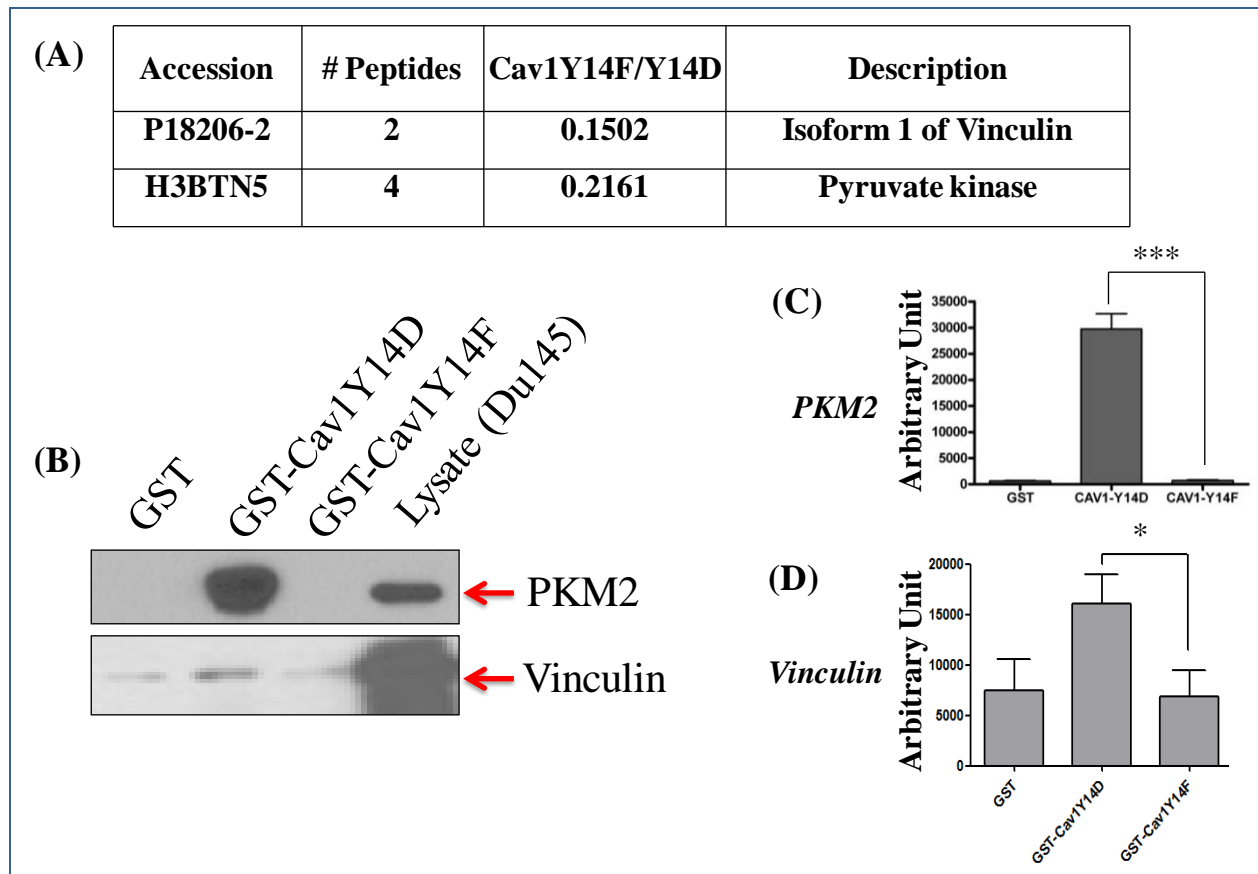 (A)
Accession # Peptides Cav1Y14F/Y14D Description
P18206-2 2 0.1502 Isoform 1 of Vinculin
H3BTN5 4 0.2161 Pyruvate kinase
(B)
GST
GST-Cav1Y14D
GST-Cav1Y14F
Lysate (Du145)
PKM2
Vinculin
(C)
PKM2
Arbitrary Unit
***
35000
30000
25000
20000
15000
10000
5000
0
GST CAV1-Y14D CAV1-Y14F
(D)
Vinculin
Arbitrary Unit
*
20000
15000
10000
5000
0
GST
GST-Cav1Y14D
GST-Cav1Y14F